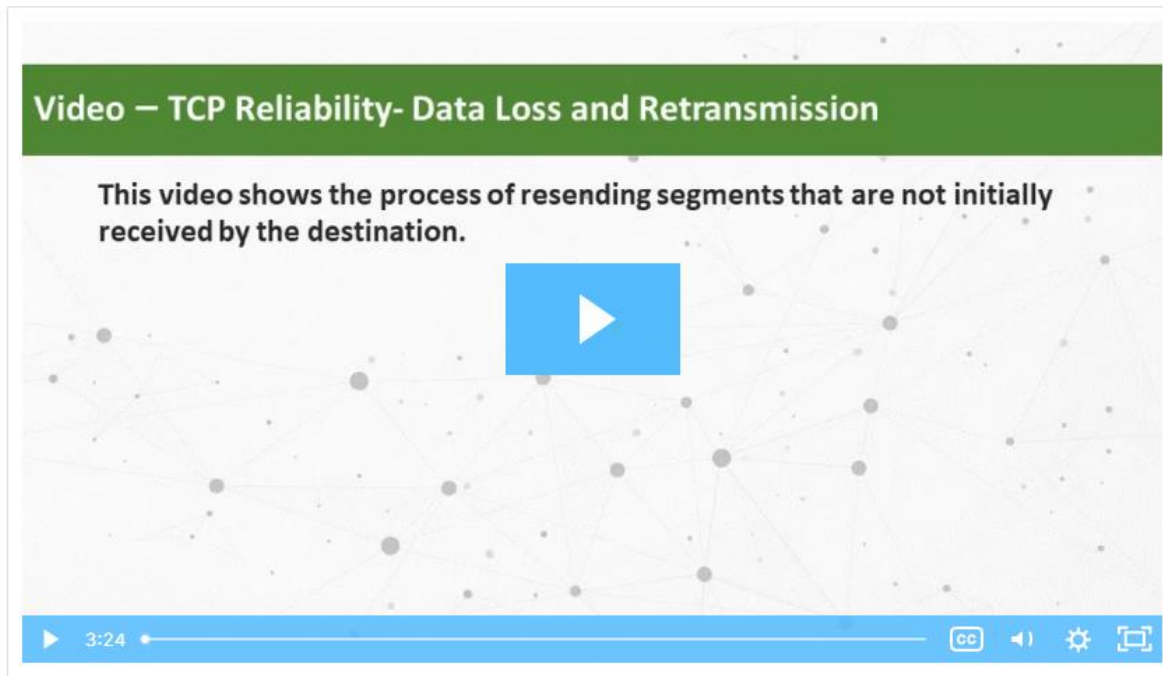 Video – TCP Reliability- Data Loss and Retransmission
This video shows the process of resending segments that are not initially
received by the destination.
3:24
CC